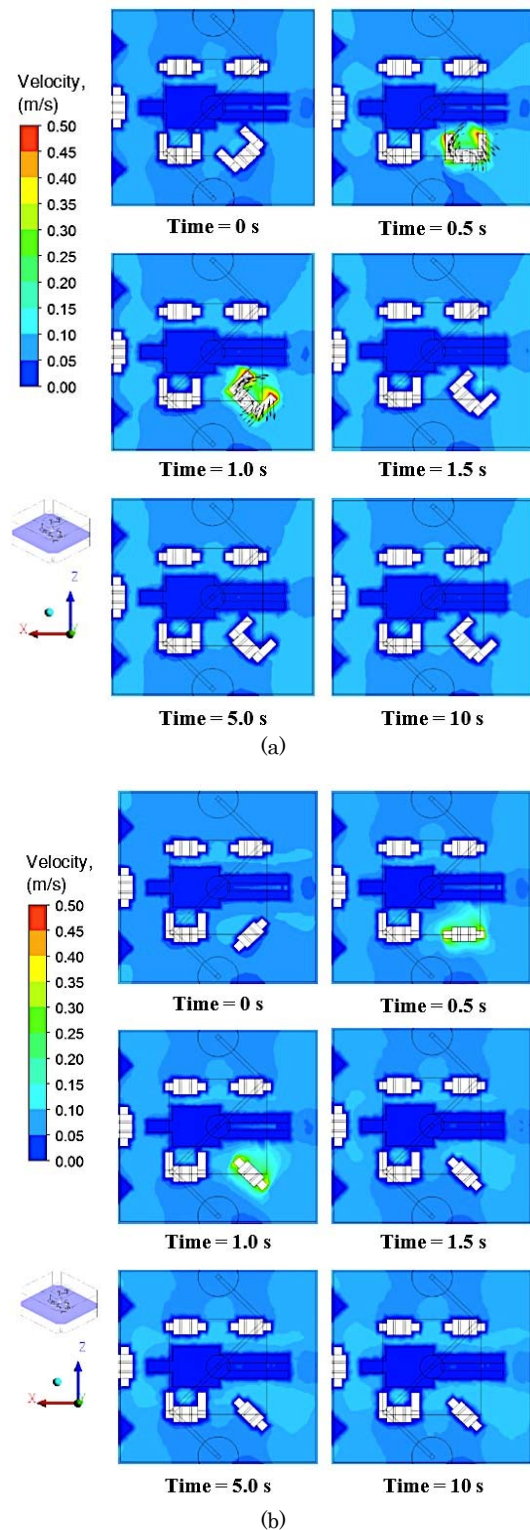 Velocity,
(m/s)
0.50
0.45
0.40
0.35
0.30
0.25
0.20
0.15
0.10
0.05
0.00
Time = 0 s
Time = 0.5 s
Time = 1.0 s
Time = 1.5 s
Z
X
Time = 5.0 s
Time = 10 s
(a)
Velocity,
(m/s)
0.50
0.45
0.40
0.35
0.30
0.25
0.20
0.15
0.10
0.05
0.00
Time = 0 s
Time = 0.5 s
Time = 1.0 s
Time = 1.5 s
Z
X
Time = 5.0 s
Time = 10 s
(b)